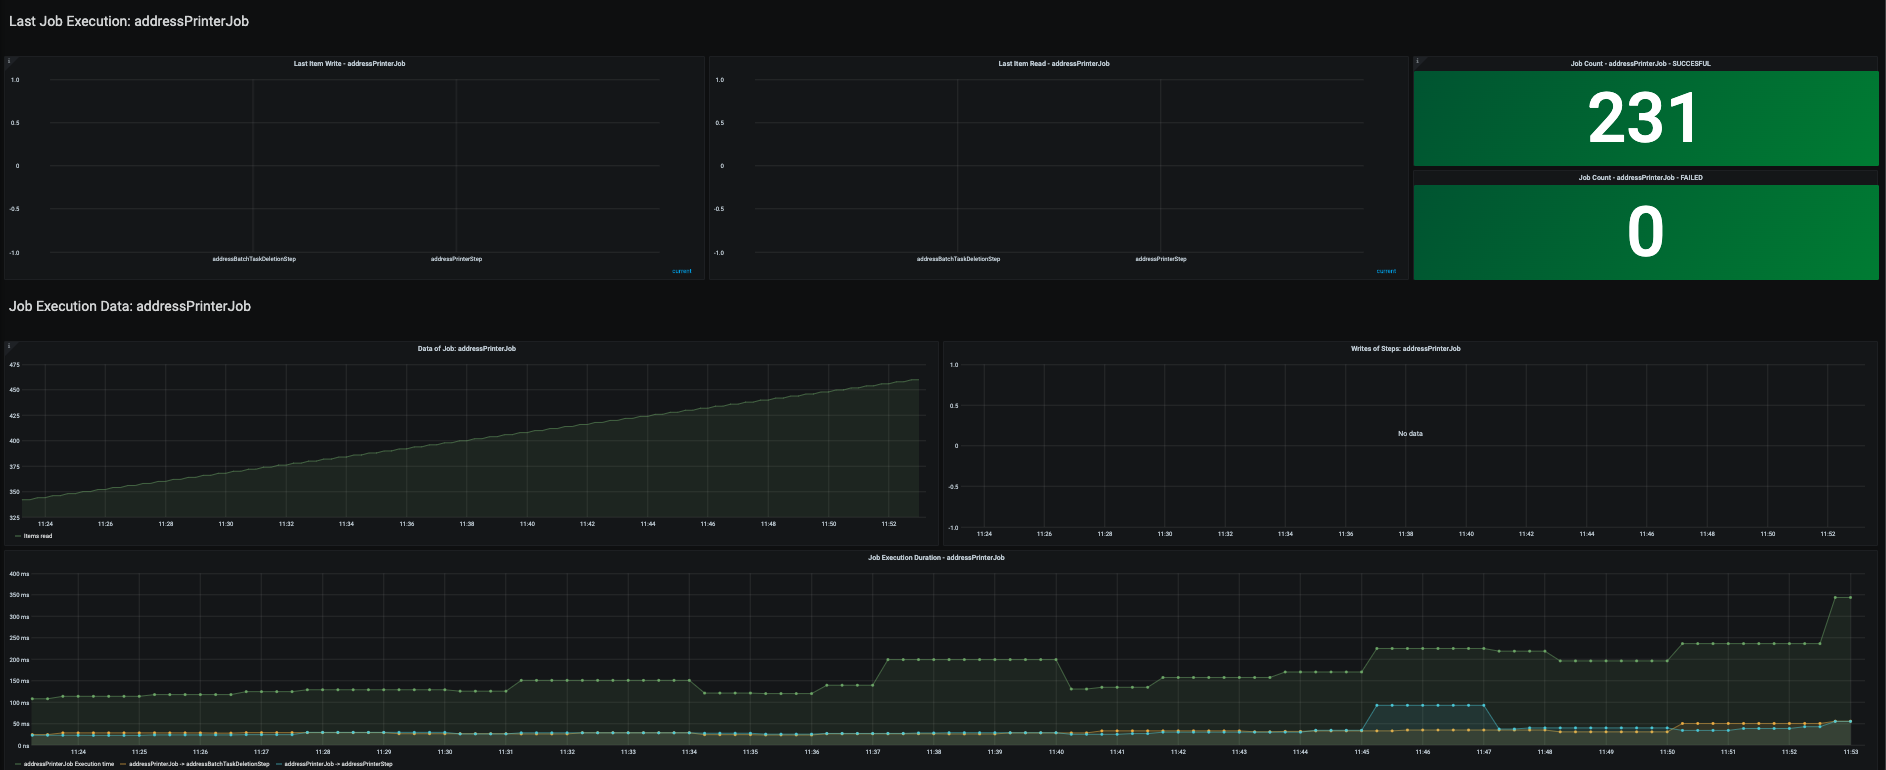 Last Job Execution: addressPrinterJob
Last Item Write - addressPrinterJob
1.0
0.5
0
-0.5
-1.0
addressBatchTaskDeletionStep addressPrinterStep
current
Last Item Read - addressPrinterJob
1.0
0.5
0
-0.5
-1.0
addressBatchTaskDeletionStep addressPrinterStep
current
Job Count - addressPrinterJob - SUCCESFUL
231
Job Count - addressPrinterJob - FAILED
0
Job Execution Data: addressPrinterJob
Data of Job: addressPrinterJob
475
450
425
400
375
350
325
11:24 11:26 11:28 11:30 11:32 11:34 11:36 11:38 11:40 11:42 11:44 11:46 11:48 11:50 11:52
Items read
Writes of Steps: addressPrinterJob
1.0
0.5
No data
0
-0.5
-1.0
11:24 11:26 11:28 11:30 11:32 11:34 11:36 11:38 11:40 11:42 11:44 11:46 11:48 11:50 11:52
Job Execution Duration - addressPrinterJob
400 ms
350 ms
300 ms
250 ms
200 ms
150 ms
100 ms
50 ms
0 ns
11:24 11:25 11:26 11:27 11:28 11:29 11:30 11:31 11:32 11:33 11:34 11:35 11:36 11:37 11:38 11:39 11:40 11:41 11:42 11:43 11:44 11:45 11:46 11:47 11:48 11:49 11:50 11:51 11:52 11:53
addressPrinterJob Execution time addressPrinterJob -> addressBatchTaskDeletionStep addressPrinterJob -> addressPrinterStep